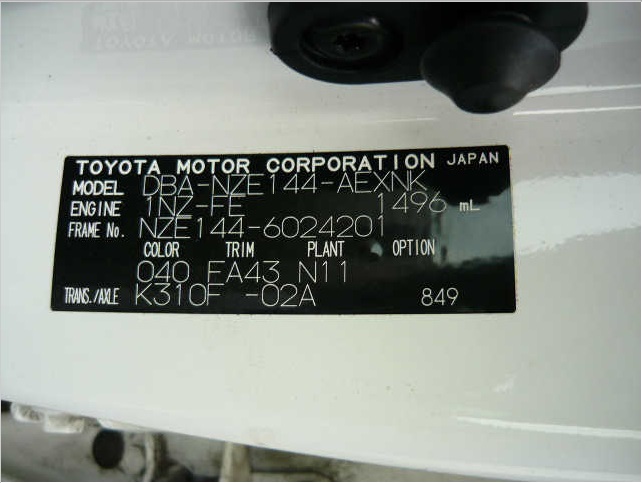 TOYOTA MOTOR CORPORATION JAPAN
MODEL DBA-NZE144-AEXNK
ENGINE 1NZ-FE 1496 mL
FRAME No. NZE144-6024201
COLOR TRIM PLANT OPTION
040 FA43 N11
TRANS./AXLE K310F -02A 849